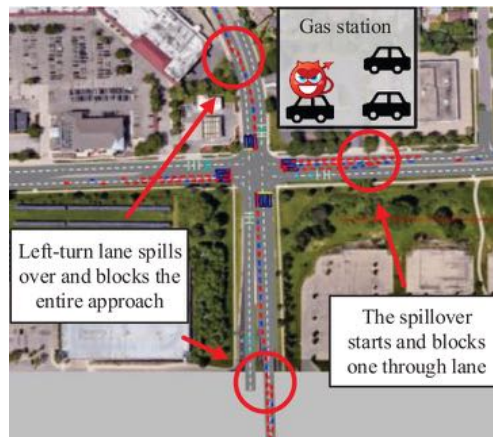 Gas station
Left-turn lane spills
over and blocks the
entire approach
The spillover
starts and blocks
one through lane